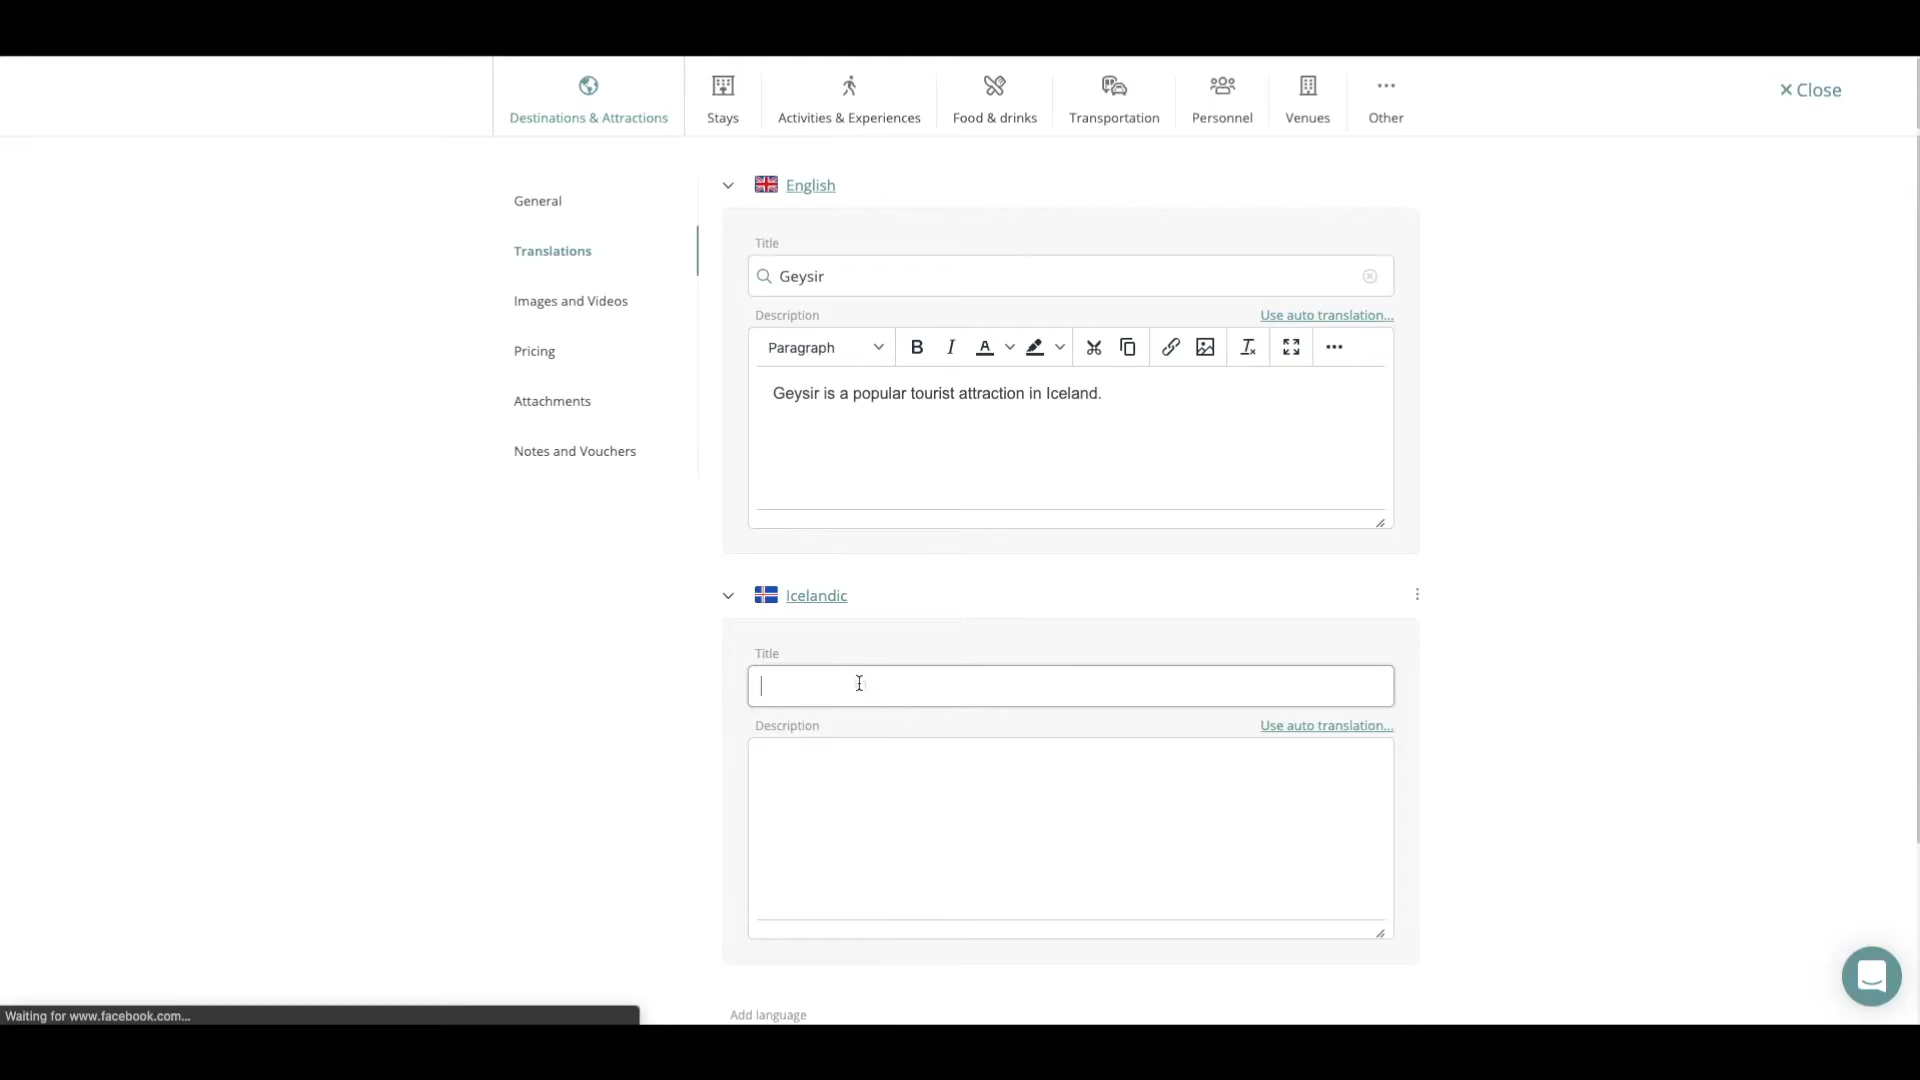 Destinations & Attractions
Stays
Activities & Experiences
Food & drinks
Transportation
Personnel
Venues
Other
× Close
General
Translations
Images and Videos
Pricing
Attachments
Notes and Vouchers
English
Title
Geysir
Description
Use auto translation...
Paragraph
B
I
A
Geysir is a popular tourist attraction in Iceland.
Icelandic
Title
Description
Use auto translation...
Add language
Waiting for www.facebook.com...